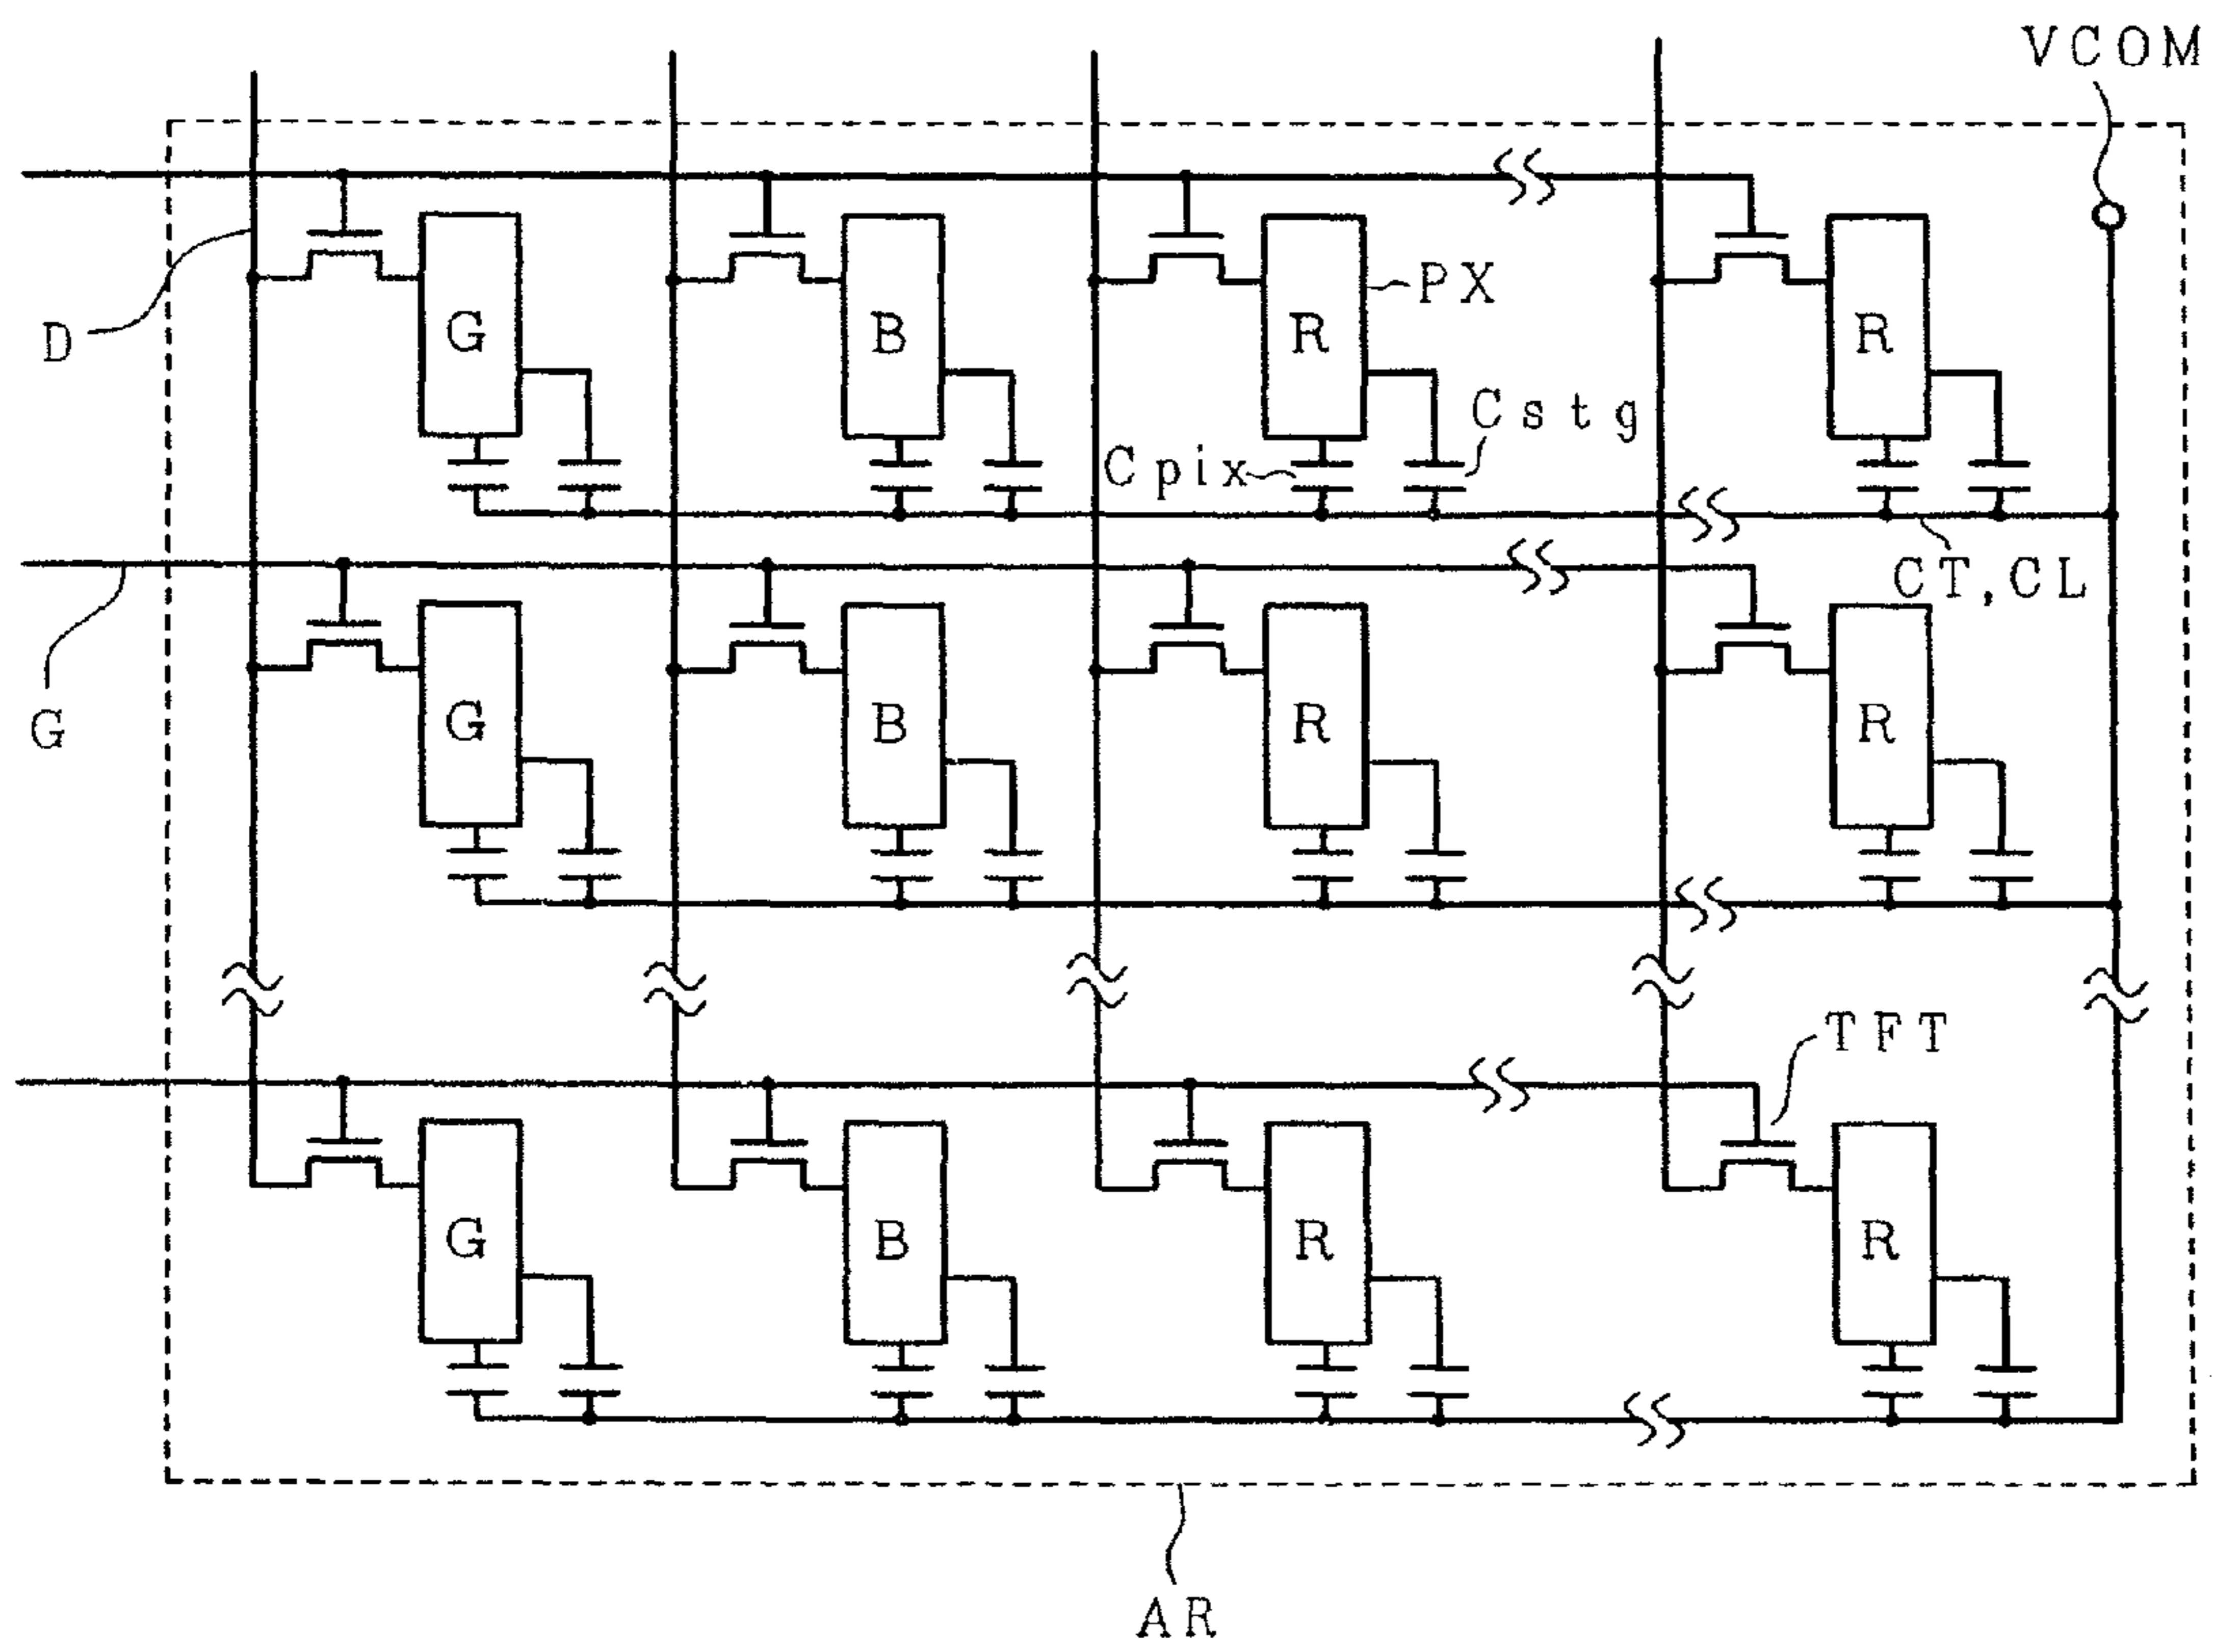 VCOM
D
G B R R
PX
Cstg
Cpix
CT, CL
G
G B R R
TFT
G B R R
AR